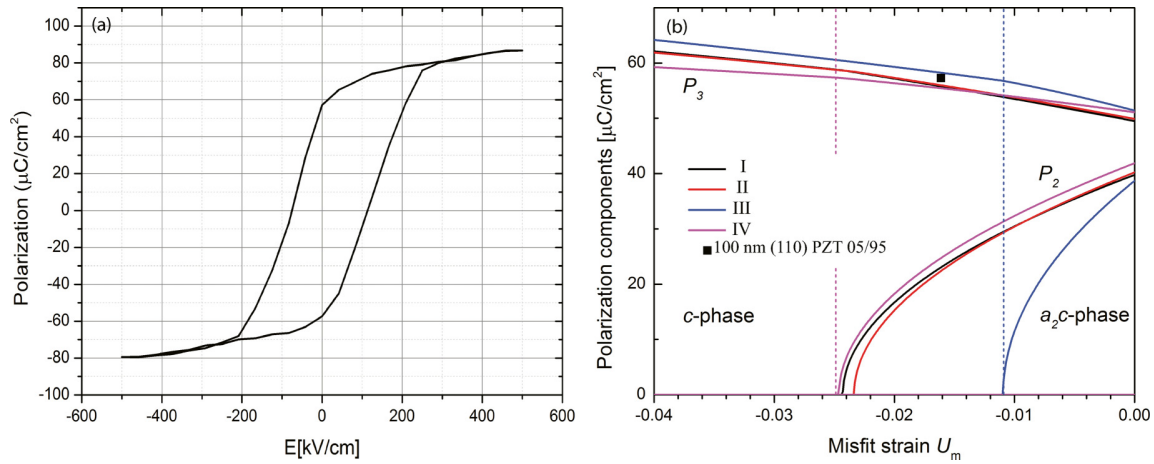 (a)
100
80
60
40
20
0
-20
-40
-60
-80
-100
-600
-400
-200
0
200
400
600
Polarization (μC/cm²)
E[kV/cm]
(b)
60
40
20
0
-0.04
-0.03
-0.02
-0.01
0.00
Polarization components [μC/cm²]
Misfit strain Um
P3
P2
I
II
III
IV
100 nm (110) PZT 05/95
c-phase
a2c-phase